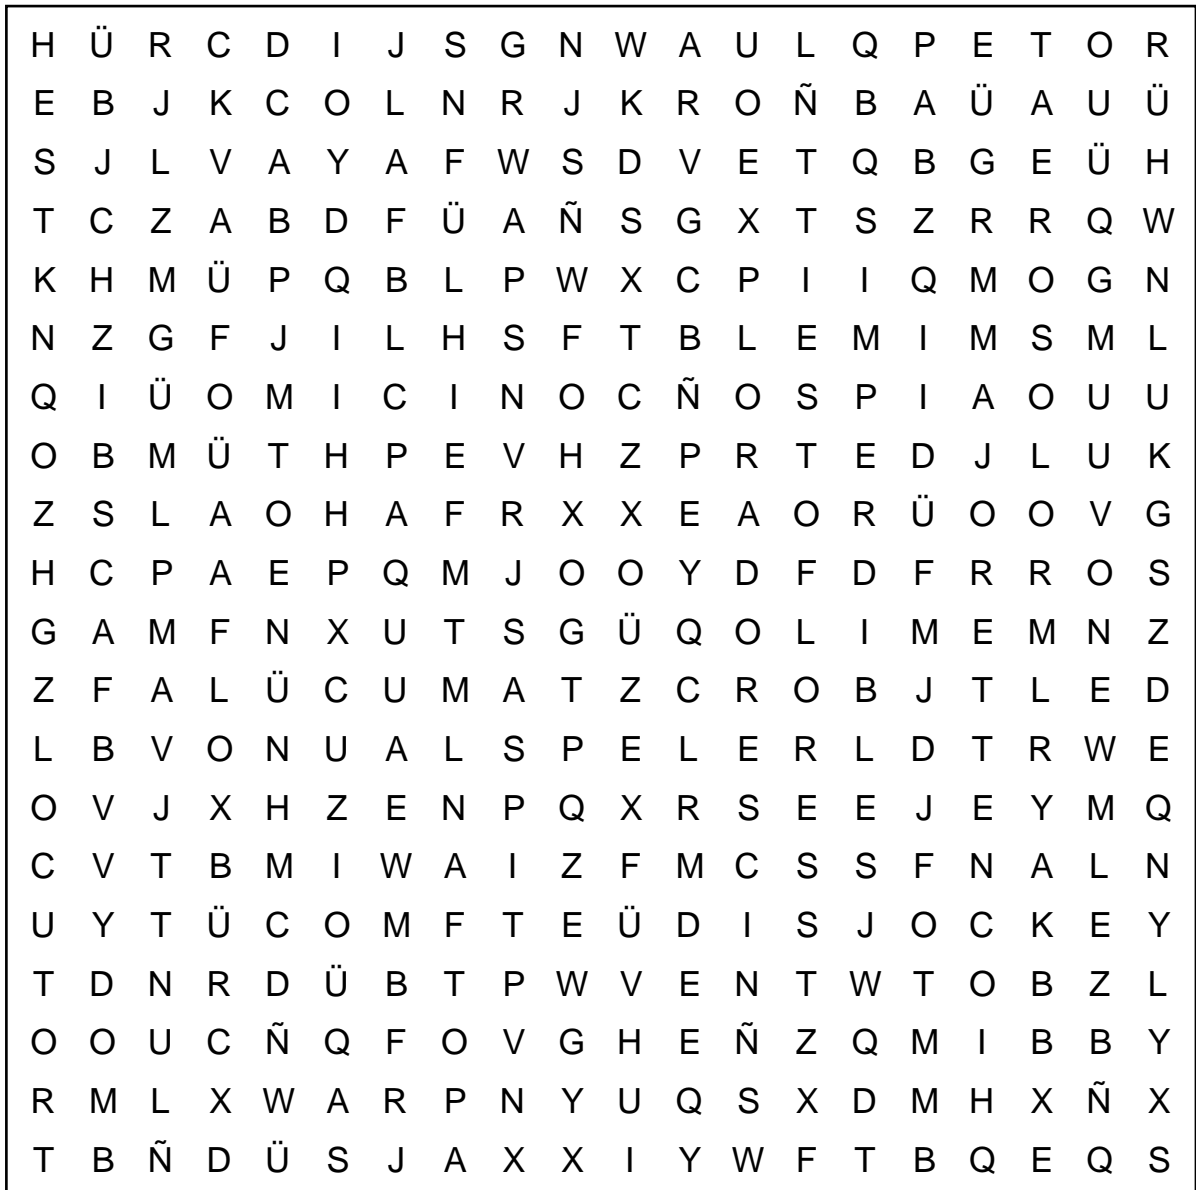 H Ü R C D I J S G N W A U L Q P E T O R
E B J K C O L N R J K R O Ñ B A Ü A U Ü
S J L V A Y A F W S D V E T Q B G E Ü H
T C Z A B D F Ü A Ñ S G X T S Z R R Q W
K H M Ü P Q B L P W X C P I I Q M O G N
N Z G F J I L H S F T B L E M I M S M L
Q I Ü O M I C I N O C Ñ O S P I A O U U
O B M Ü T H P E V H Z P R T E D J L U K
Z S L A O H A F R X X E A O R Ü O O V G
H C P A E P Q M J O O Y D F D F R R O S
G A M F N X U T S G Ü Q O L I M E M N Z
Z F A L Ü C U M A T Z C R O B J T L E D
L B V O N U A L S P E L E R L D T R W E
O V J X H Z E N P Q X R S E E J E Y M Q
C V T B M I W A I Z F M C S S F N A L N
U Y T Ü C O M F T E Ü D I S J O C K E Y
T D N R D Ü B T P W V E N T W T O B Z L
O O U C Ñ Q F O V G H E Ñ Z Q M I B B Y
R M L X W A R P N Y U Q S X D M H X Ñ X
T B Ñ D Ü S J A X X I Y W F T B Q E Q S